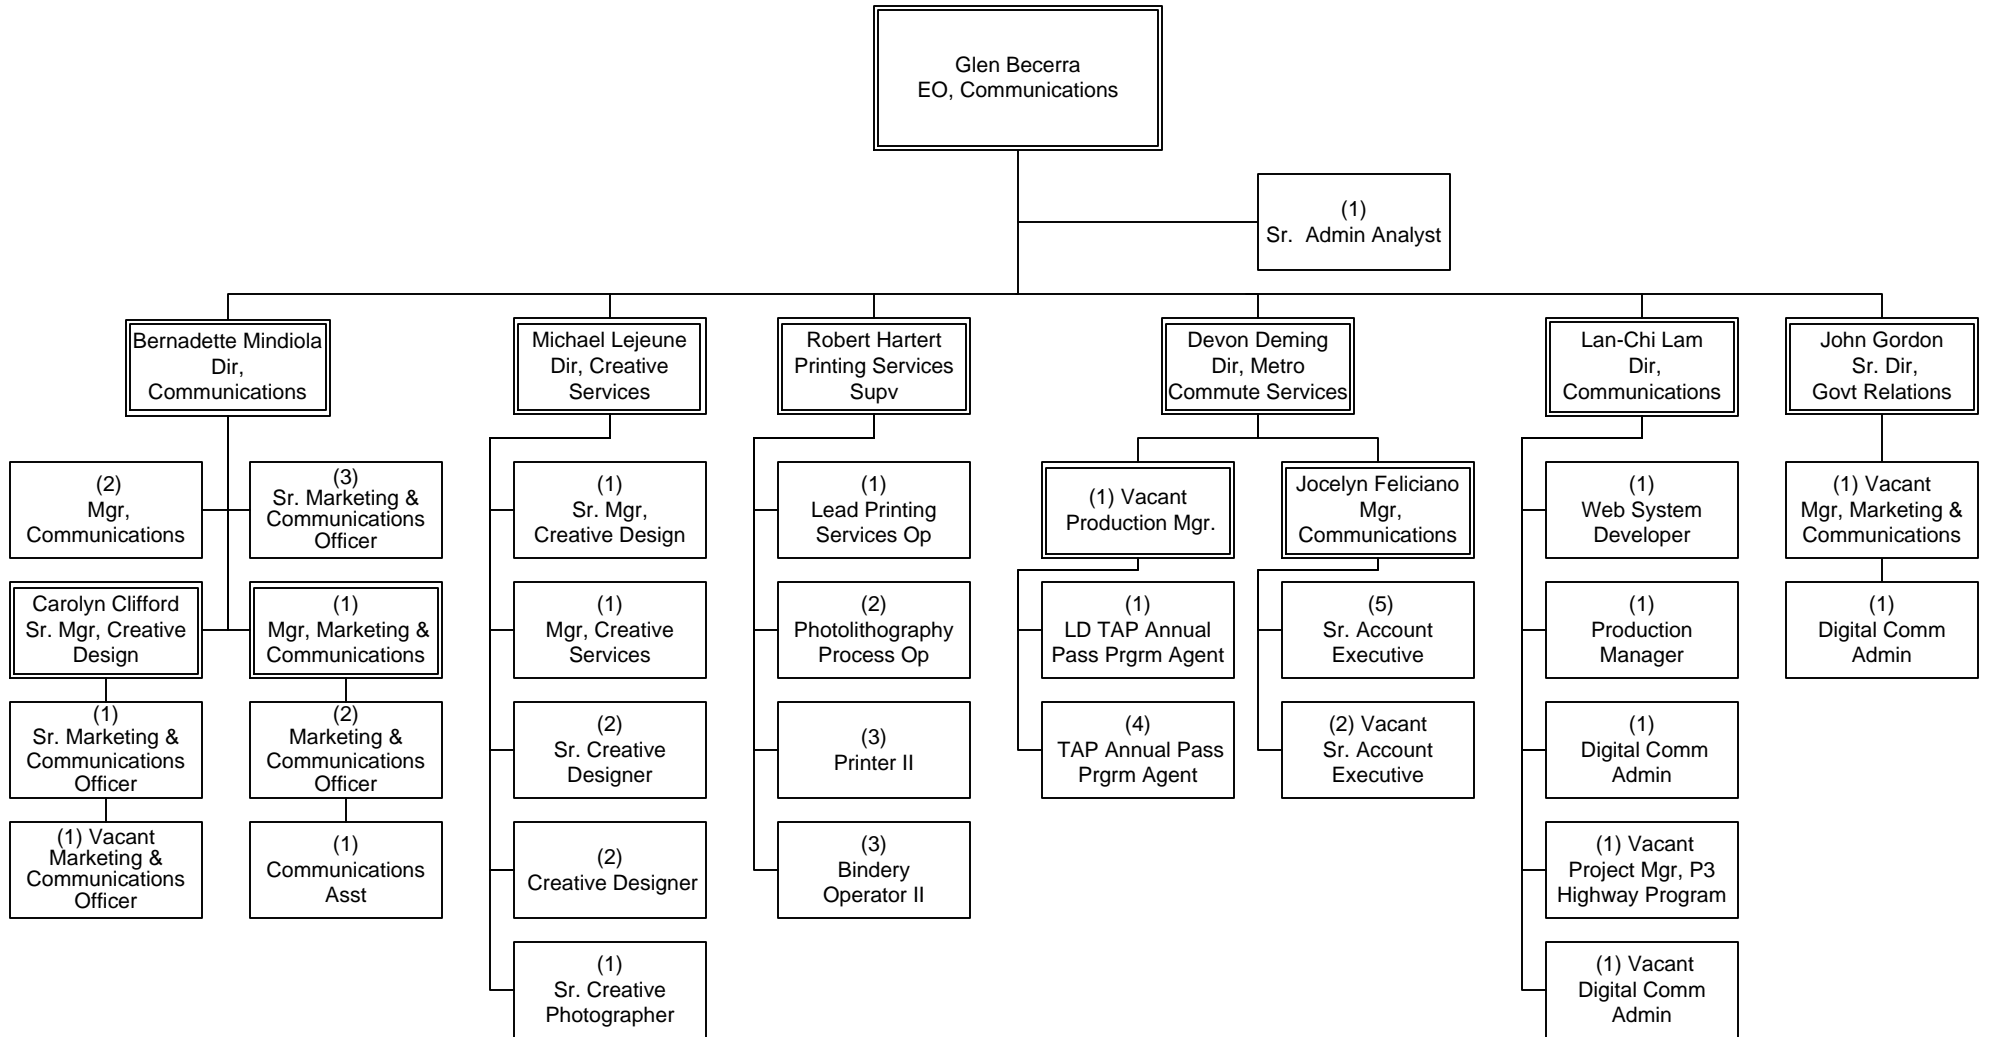 Glen Becerra
EO, Communications
(1)
Sr. Admin Analyst
Bernadette Mindiola
Dir,
Communications
Michael Lejeune
Dir, Creative
Services
Robert Hartert
Printing Services
Supv
Devon Deming
Dir, Metro
Commute Services
Lan-Chi Lam
Dir,
Communications
John Gordon
Sr. Dir,
Govt Relations
(2)
Mgr,
Communications
(3)
Sr. Marketing &
Communications
Officer
(1)
Sr. Mgr,
Creative Design
(1)
Lead Printing
Services Op
(1) Vacant
Production Mgr.
Jocelyn Feliciano
Mgr,
Communications
(1)
Web System
Developer
(1) Vacant
Mgr, Marketing &
Communications
Carolyn Clifford
Sr. Mgr, Creative
Design
(1)
Mgr, Marketing &
Communications
(1)
Mgr, Creative
Services
(2)
Photolithography
Process Op
(1)
LD TAP Annual
Pass Prgrm Agent
(5)
Sr. Account
Executive
(1)
Production
Manager
(1)
Digital Comm
Admin
(1)
Sr. Marketing &
Communications
Officer
(2)
Marketing &
Communications
Officer
(2)
Sr. Creative
Designer
(3)
Printer II
(4)
TAP Annual Pass
Prgrm Agent
(2) Vacant
Sr. Account
Executive
(1)
Digital Comm
Admin
(1) Vacant
Marketing &
Communications
Officer
(1)
Communications
Asst
(2)
Creative Designer
(3)
Bindery
Operator II
(1) Vacant
Project Mgr, P3
Highway Program
(1)
Sr. Creative
Photographer
(1) Vacant
Digital Comm
Admin